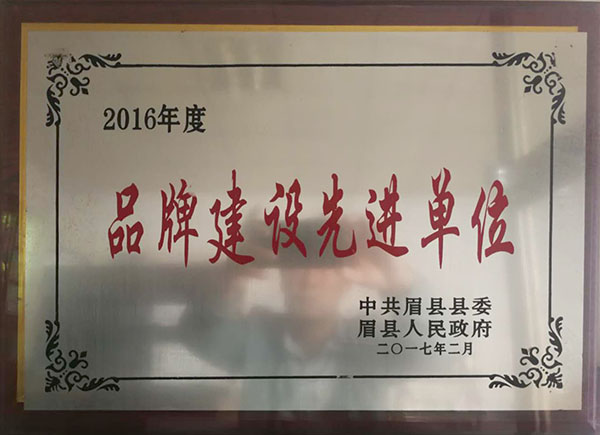 2016年度
品牌建设先进单位
中共眉县县委
眉县人民政府
二〇一七年二月